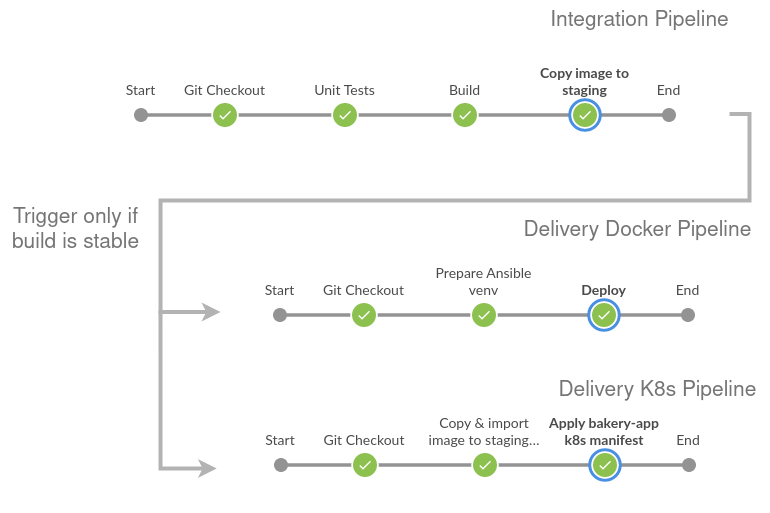 Integration Pipeline
Copy image to
Start Git Checkout Unit Tests Build staging End
Trigger only if
build is stable
Delivery Docker Pipeline
Prepare Ansible
Start Git Checkout venv Deploy End
Delivery K8s Pipeline
Copy & import Apply bakery-app
Start Git Checkout image to staging... k8s manifest End